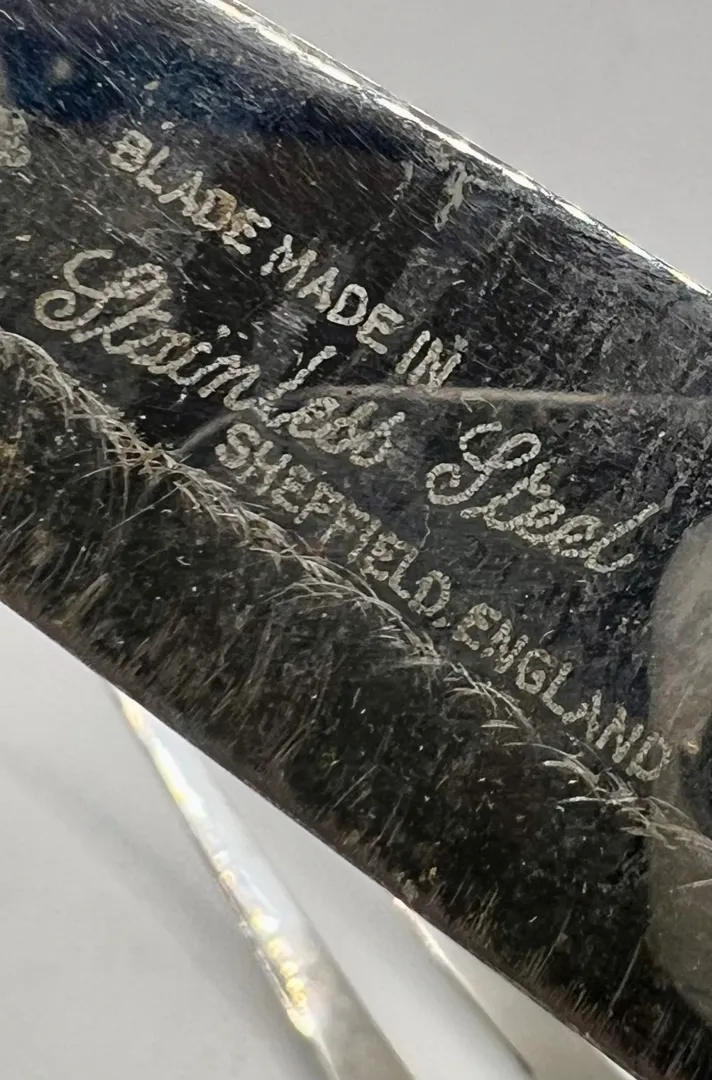 BLADE MADE IN
Stainless Steel
SHEFFIELD, ENGLAND